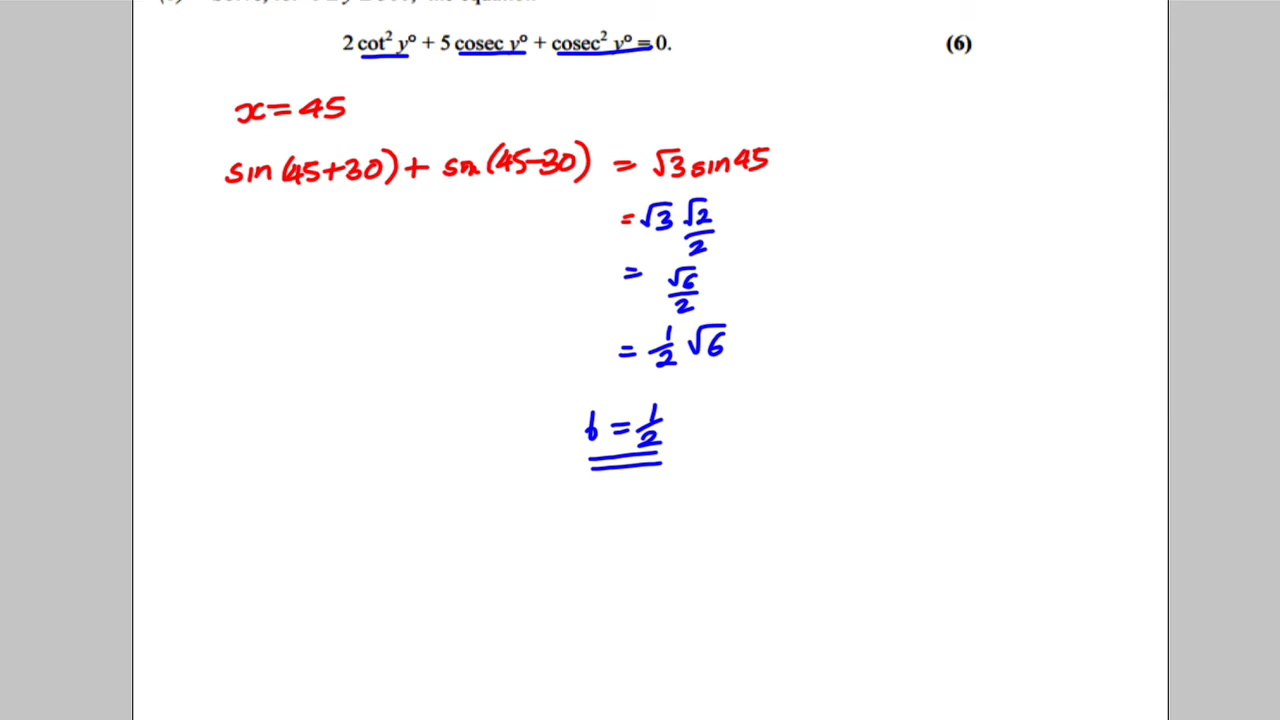 2 cot² y° + 5 cosec y° + cosec² y° = 0. (6)
x = 45
sin (45+30) + sin (45-30) = √3 sin 45
= √3 √2/2
= √6/2
= 1/2 √6
b = 1/2